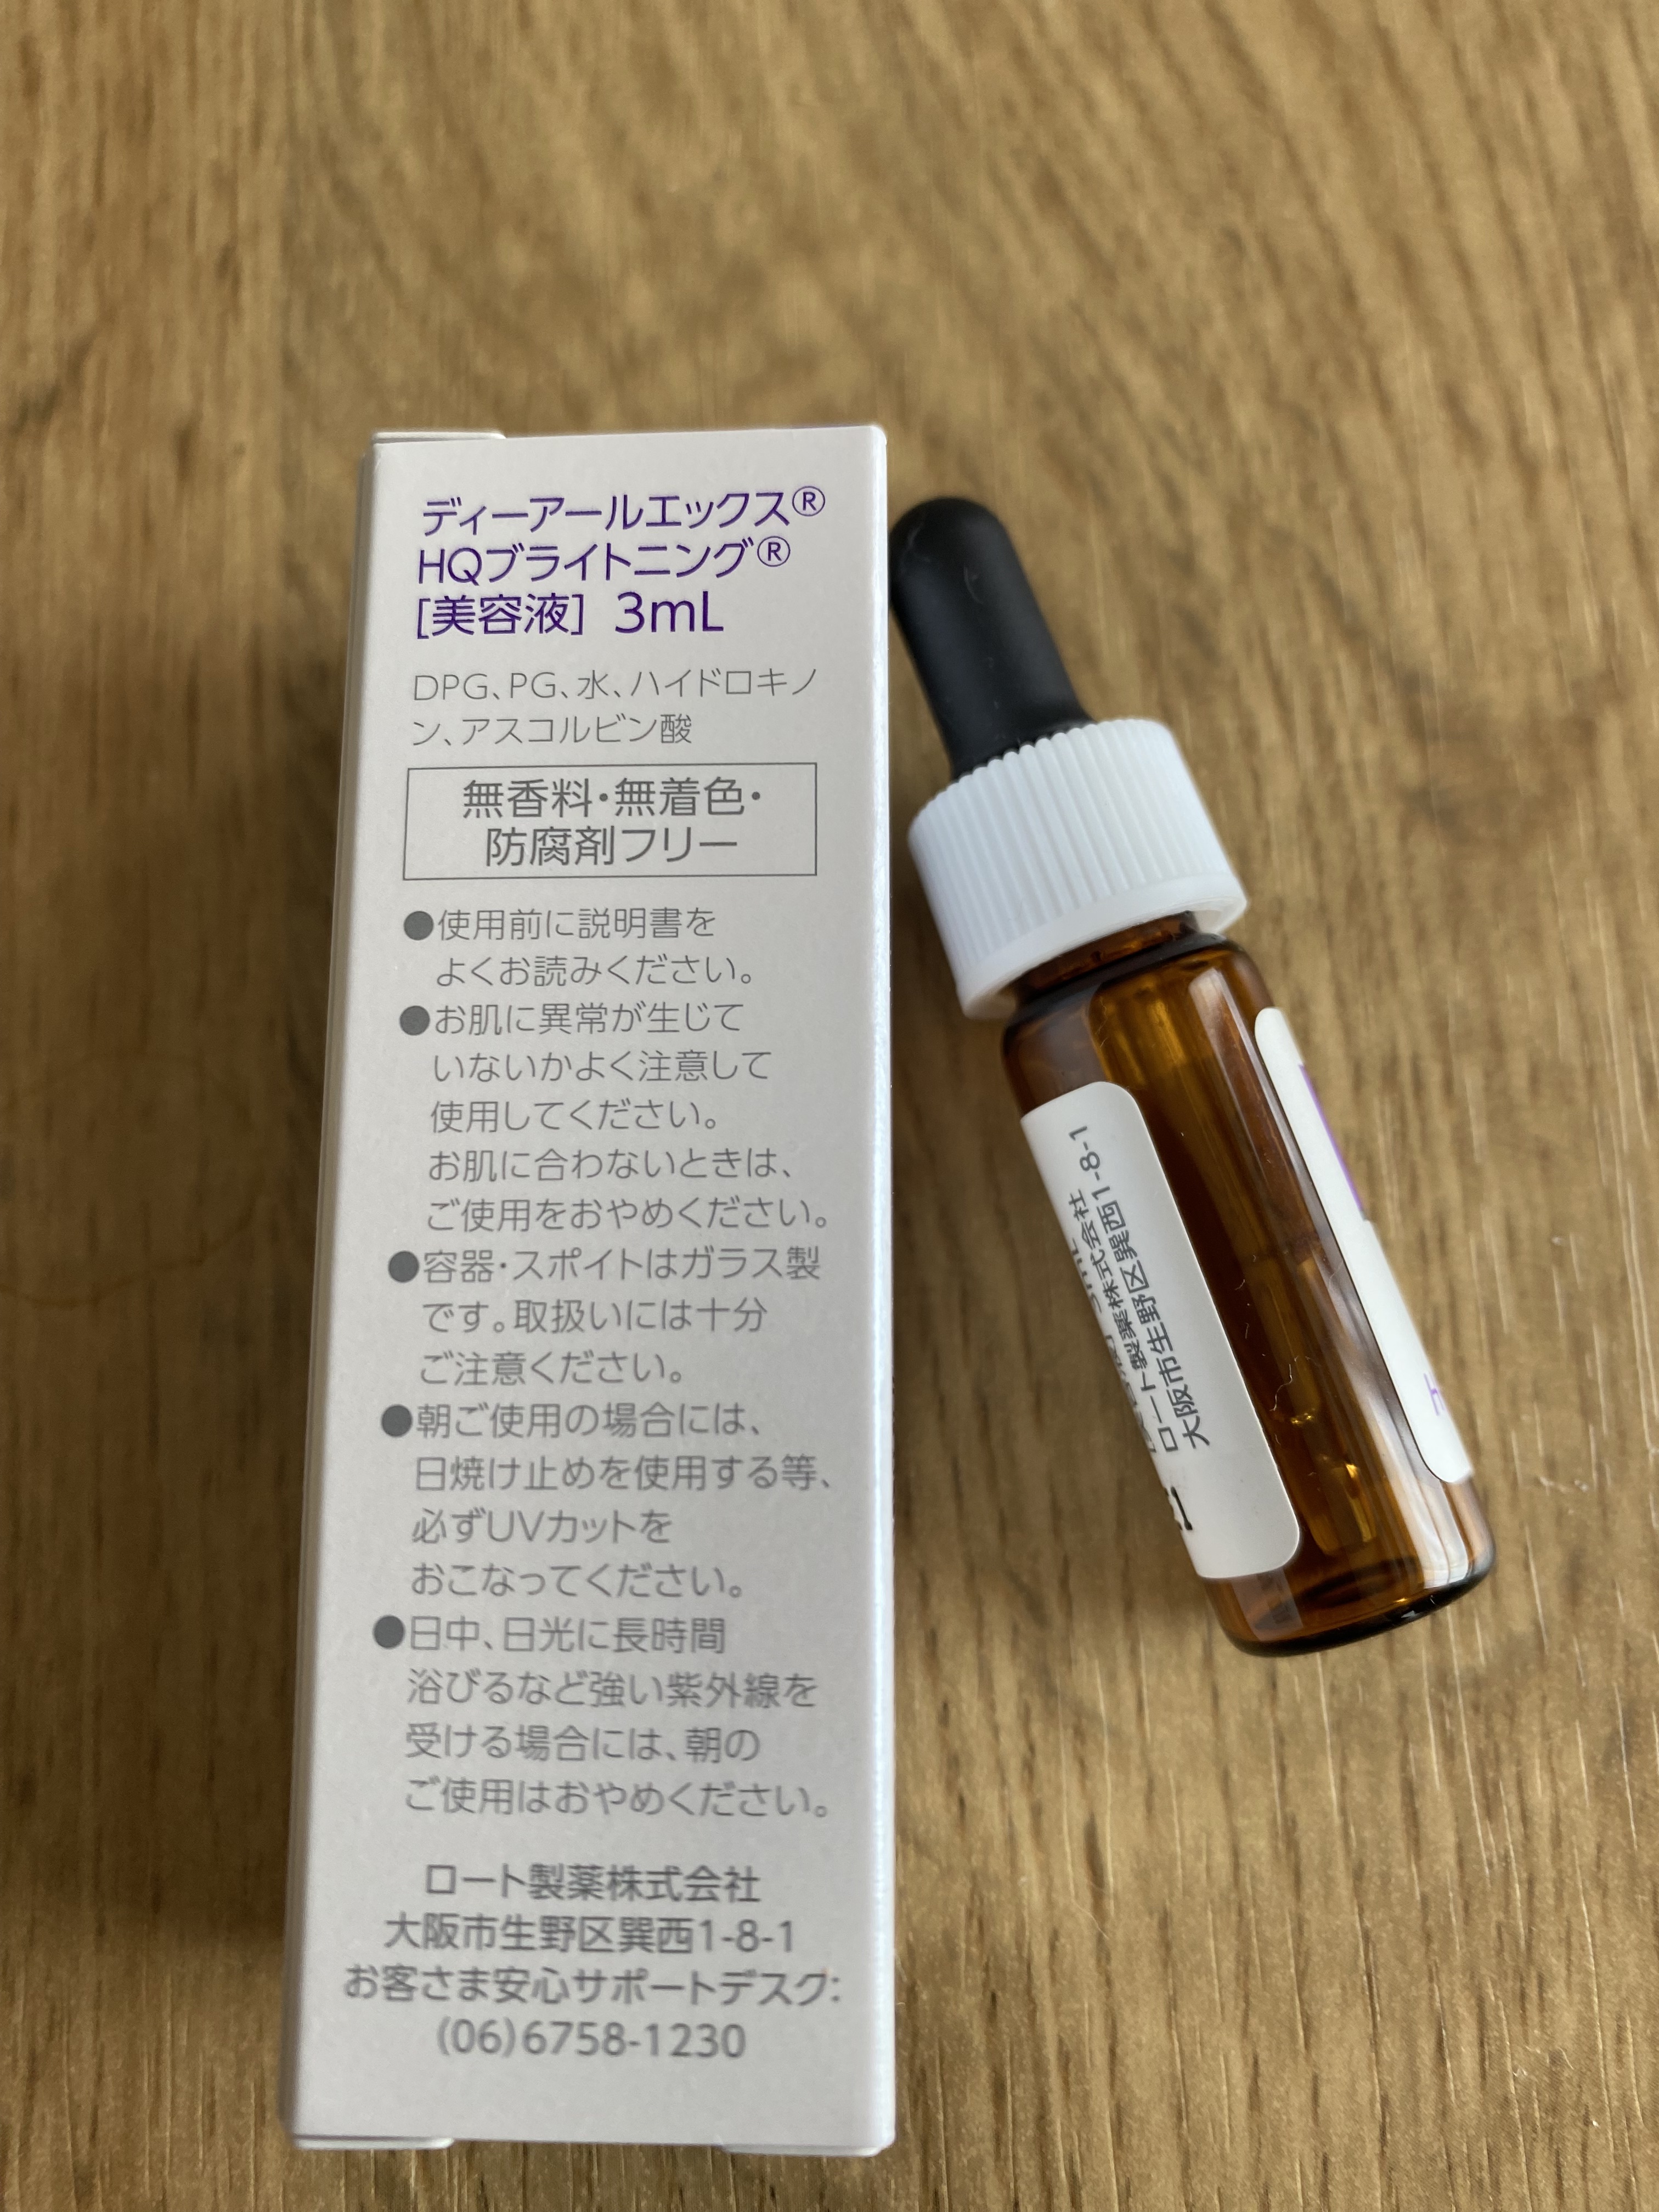 ディーアールエックス®
HQブライトニング®
[美容液] 3mL
DPG、PG、水、ハイドロキノ
ン、アスコルビン酸
無香料・無着色・
防腐剤フリー
●使用前に説明書を
よくお読みください。
●お肌に異常が生じて
いないかよく注意して
使用してください。
お肌に合わないときは、
ご使用をおやめください。
●容器・スポイトはガラス製
です。取扱いには十分
ご注意ください。
●朝ご使用の場合には、
日焼け止めを使用する等、
必ずUVカットを
おこなってください。
●日中、日光に長時間
浴びるなど強い紫外線を
受ける場合には、朝の
ご使用はおやめください。
ロート製薬株式会社
大阪市生野区巽西1-8-1
お客さま安心サポートデスク:
(06)6758-1230
ロート製薬株式会社
大阪市生野区巽西1-8-1